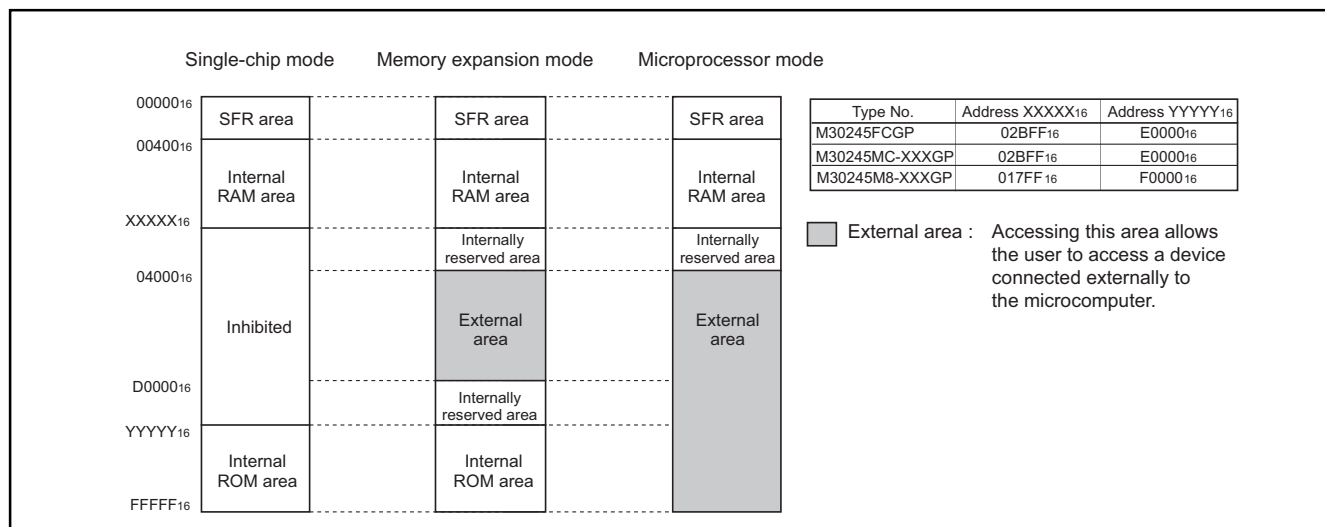 Single-chip mode Memory expansion mode Microprocessor mode
00000₁₆
SFR area SFR area SFR area
00400₁₆
Internal
RAM area
Internal
RAM area
Internal
RAM area
XXXXX₁₆
Internally
reserved area
Internally
reserved area
04000₁₆
Inhibited
External
area
External
area
D0000₁₆
Internally
reserved area
YYYYY₁₆
Internal
ROM area
Internal
ROM area
FFFFF₁₆
Type No. Address XXXXX₁₆ Address YYYYY₁₆
M30245FCGP 02BFF₁₆ E0000₁₆
M30245MC-XXXGP 02BFF₁₆ E0000₁₆
M30245M8-XXXGP 017FF₁₆ F0000₁₆
External area : Accessing this area allows
the user to access a device
connected externally to
the microcomputer.